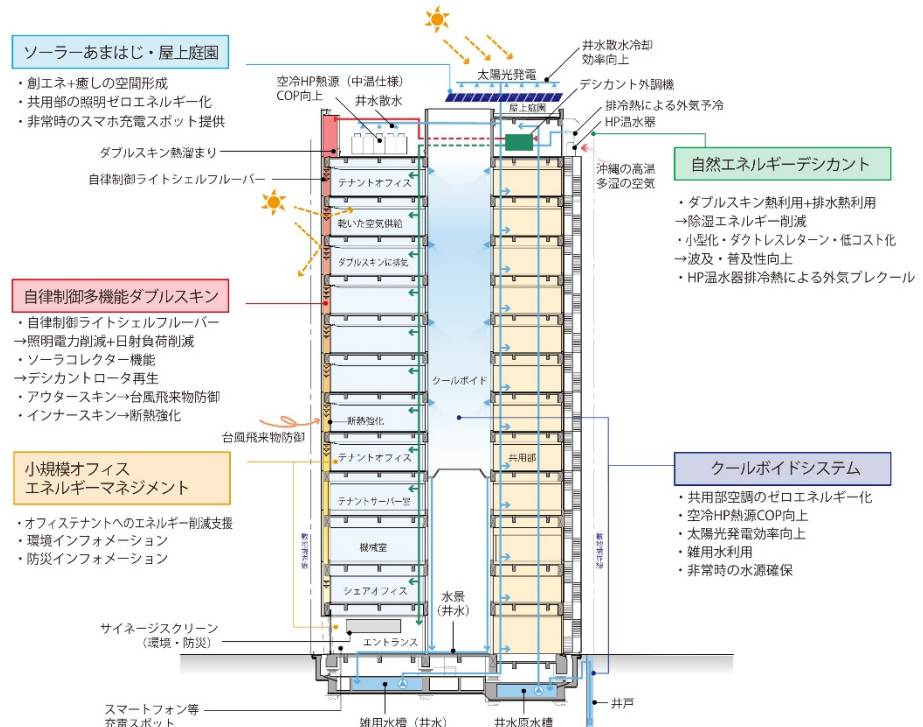 ソーラーあまはじ・屋上庭園
・創エネ+癒しの空間形成
・共用部の照明ゼロエネルギー化
・非常時のスマホ充電スポット提供
空冷HP熱源（中温仕様）
COP向上
井水散水
太陽光発電
井水散水冷却
効率向上
デシカント外調機
屋上庭園
排冷熱による外気予冷
HP温水器
沖縄の高温
多湿の空気
ダブルスキン熱溜まり
自律制御ライトシェルフルーバー
自然エネルギーデシカント
・ダブルスキン熱利用+排水熱利用
→除湿エネルギー削減
・小型化・ダクトレスリターン・低コスト化
→波及・普及性向上
・HP温水器排冷熱による外気プレクール
テナントオフィス
乾いた空気供給
ダブルスキンに排気
自律制御多機能ダブルスキン
・自律制御ライトシェルフルーバー
→照明電力削減+日射負荷削減
・ソーラコレクター機能
→デシカントロータ再生
・アウタースキン→台風飛来物防御
・インナースキン→断熱強化
クールボイド
台風飛来物防御
断熱強化
テナントオフィス
共用部
小規模オフィス
エネルギーマネジメント
・オフィステナントへのエネルギー削減支援
・環境インフォメーション
・防災インフォメーション
クールボイドシステム
・共用部空調のゼロエネルギー化
・空冷HP熱源COP向上
・太陽光発電効率向上
・雑用水利用
・非常時の水源確保
テナントサーバー室
機械室
シェアオフィス
水景
（井水）
サイネージスクリーン
（環境・防災）
エントランス
スマートフォン等
充電スポット
雑用水槽（井水）
井水原水槽
井戸